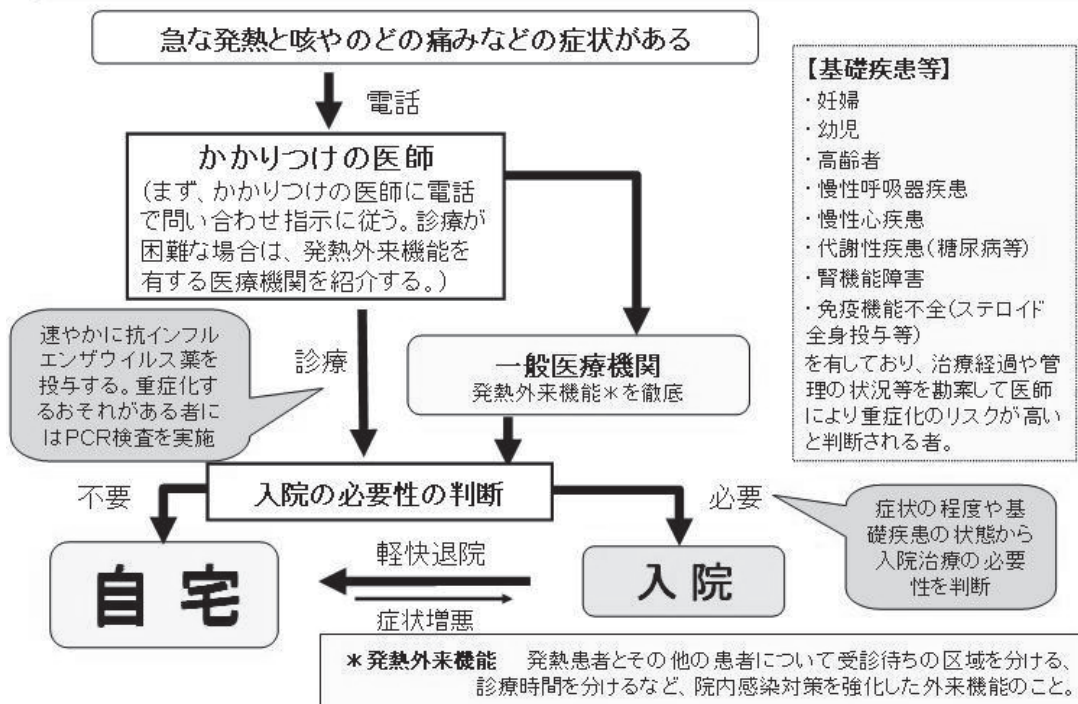 急な発熱と咳やのどの痛みなどの症状がある
電話
かかりつけの医師
(まず、かかりつけの医師に電話
で問い合わせ指示に従う。診療が
困難な場合は、発熱外来機能を
有する医療機関を紹介する。)
速やかに抗インフル
エンザウイルス薬を
投与する。重症化す
るおそれがある者に
はPCR検査を実施
診療
一般医療機関
発熱外来機能*を徹底
入院の必要性の判断
不要
必要
症状の程度や基
礎疾患の状態から
入院治療の必要
性を判断
自宅
軽快退院
症状増悪
入院
【基礎疾患等】
・妊婦
・幼児
・高齢者
・慢性呼吸器疾患
・慢性心疾患
・代謝性疾患(糖尿病等)
・腎機能障害
・免疫機能不全(ステロイド
全身投与等)
を有しており、治療経過や管
理の状況等を勘案して医師
により重症化のリスクが高い
と判断される者。
*発熱外来機能 発熱患者とその他の患者について受診待ちの区域を分ける、
診療時間を分けるなど、院内感染対策を強化した外来機能のこと。